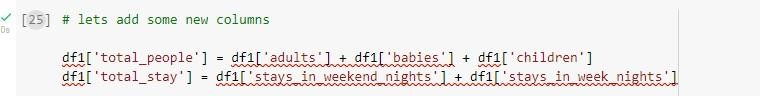 [25] # lets add some new columns
df1['total_people'] = df1['adults'] + df1['babies'] + df1['children']
df1['total_stay'] = df1['stays_in_weekend_nights'] + df1['stays_in_week_nights']
0s